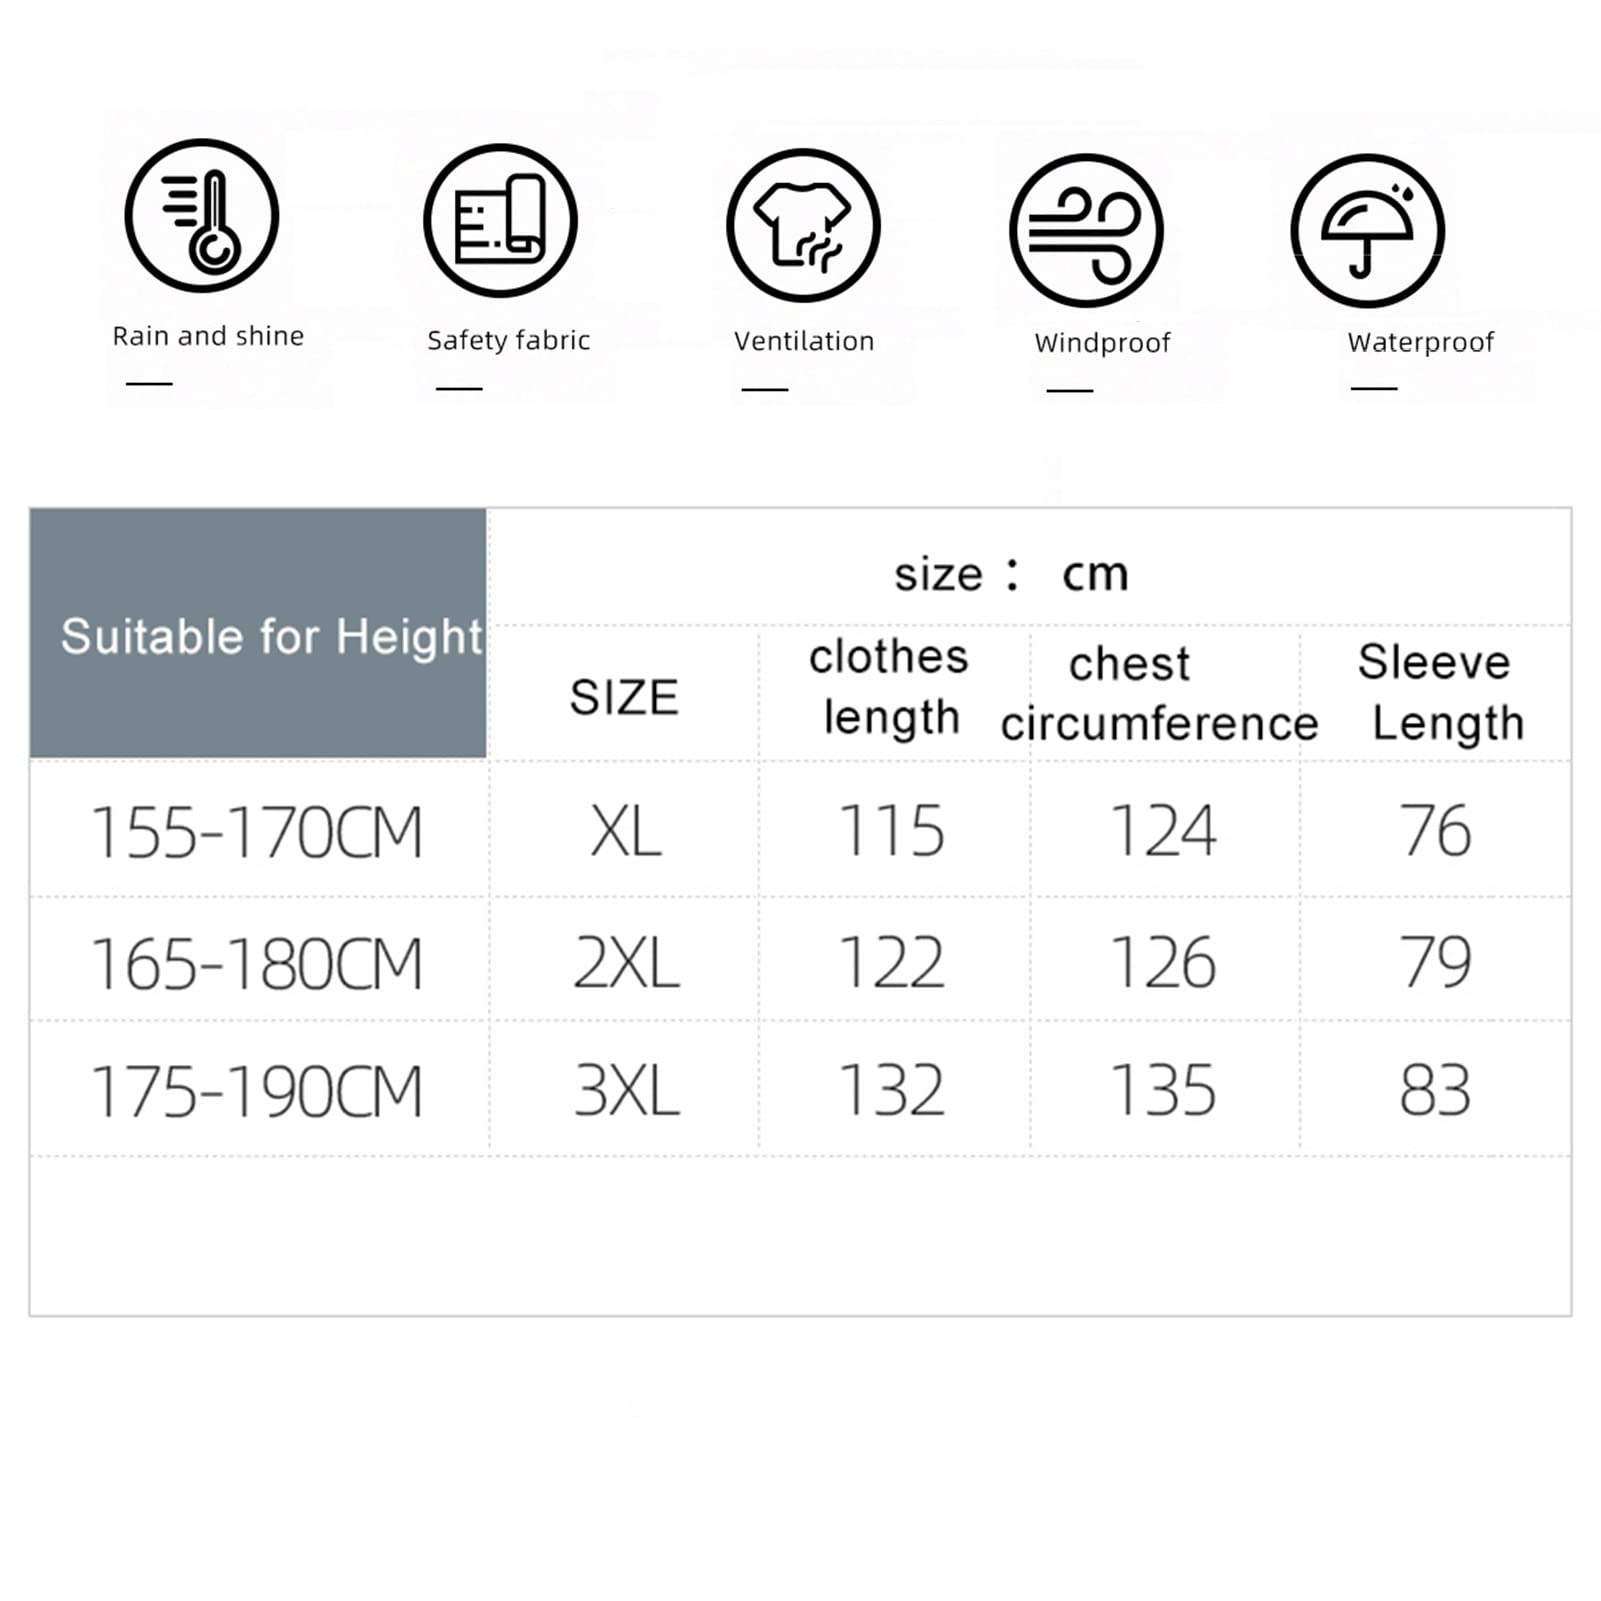 Rain and shine
Safety fabric
Ventilation
Windproof
Waterproof
Suitable for Height
size： cm
SIZE
clothes
length
chest
circumference
Sleeve
Length
155-170CM XL 115 124 76
165-180CM 2XL 122 126 79
175-190CM 3XL 132 135 83